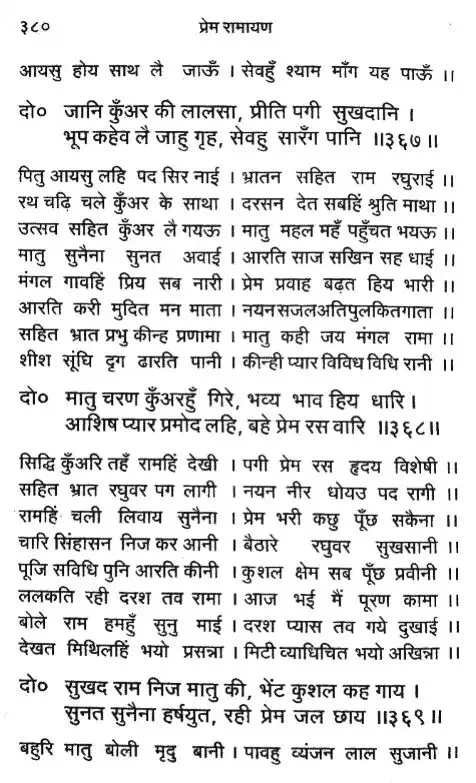 ३८० प्रेम रामायण
आयसु होय साथ लै जाऊँ । सेवहुँ श्याम माँग यह पाऊँ ॥
दो० जानि कुँअर की लालसा, प्रीति पगी सुखदानि ।
भूप कहेव लै जाहु गृह, सेवहु सारँग पानि ॥३६७॥
पितु आयसु लहि पद सिर नाई । भ्रातन सहित राम रघुराई ॥
रथ चढ़ि चले कुँअर के साथा । दरसन देत सबहिं श्रुति माथा ॥
उत्सव सहित कुँअर लै गयऊ । मातु महल महँ पहुँचत भयऊ ॥
मातु सुनैना सुनत अवाई । आरति साज सखिन सह धाई ॥
मंगल गावहिं प्रिय सब नारी । प्रेम प्रवाह बढ़त हिय भारी ॥
आरति करी मुदित मन माता । नयन सजल अति पुलकित गाता ॥
सहित भ्रात प्रभु कीन्ह प्रणामा । मातु कही जय मंगल रामा ॥
शीश सूंघि दृग ढारति पानी । कीन्ही प्यार विविध विधि रानी ॥
दो० मातु चरण कुँअरहुँ गिरे, भव्य भाव हिय धारि ।
आशिष प्यार प्रमोद लहि, बहे प्रेम रस वारि ॥३६८॥
सिद्धि कुँअरि तहँ रामहिं देखी । पगी प्रेम रस हृदय विशेषी ॥
सहित भ्रात रघुवर पग लागी । नयन नीर धोयउ पद रागी ॥
रामहिं चली लिवाय सुनैना । प्रेम भरी कछु पूँछ सकैना ॥
चारि सिंहासन निज कर आनी । बैठारे रघुवर सुखसानी ॥
पूजि सविधि पुनि आरति कीनी । कुशल क्षेम सब पूँछ प्रवीनी ॥
ललकति रही दरश तव रामा । आज भई मैं पूरण कामा ॥
बोले राम हमहुँ सुनु माई । दरश प्यास तव गये दुखाई ॥
देखत मिथिलहिं भयो प्रसन्ना । मिटी व्याधिचित भयो अखिन्ना ॥
दो० सुखद राम निज मातु की, भेंट कुशल कह गाय ।
सुनत सुनैना हर्षयुत, रही प्रेम जल छाय ॥३६९॥
बहुरि मातु बोली मृदु बानी । पावहु व्यंजन लाल सुजानी ॥